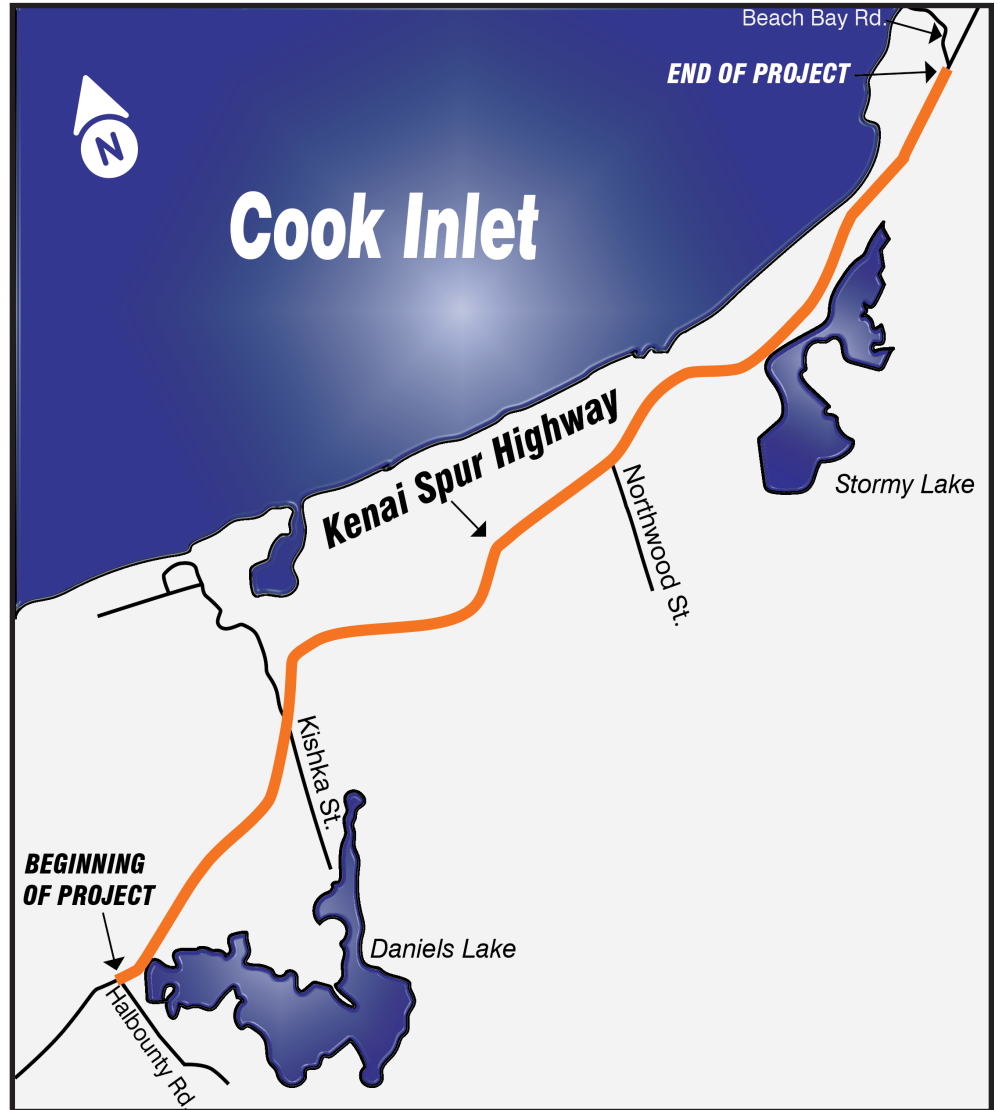 Beach Bay Rd.
END OF PROJECT
N
Cook Inlet
Kenai Spur Highway
Northwood St.
Stormy Lake
Kishka St.
BEGINNING
OF PROJECT
Daniels Lake
Halbounty Rd.